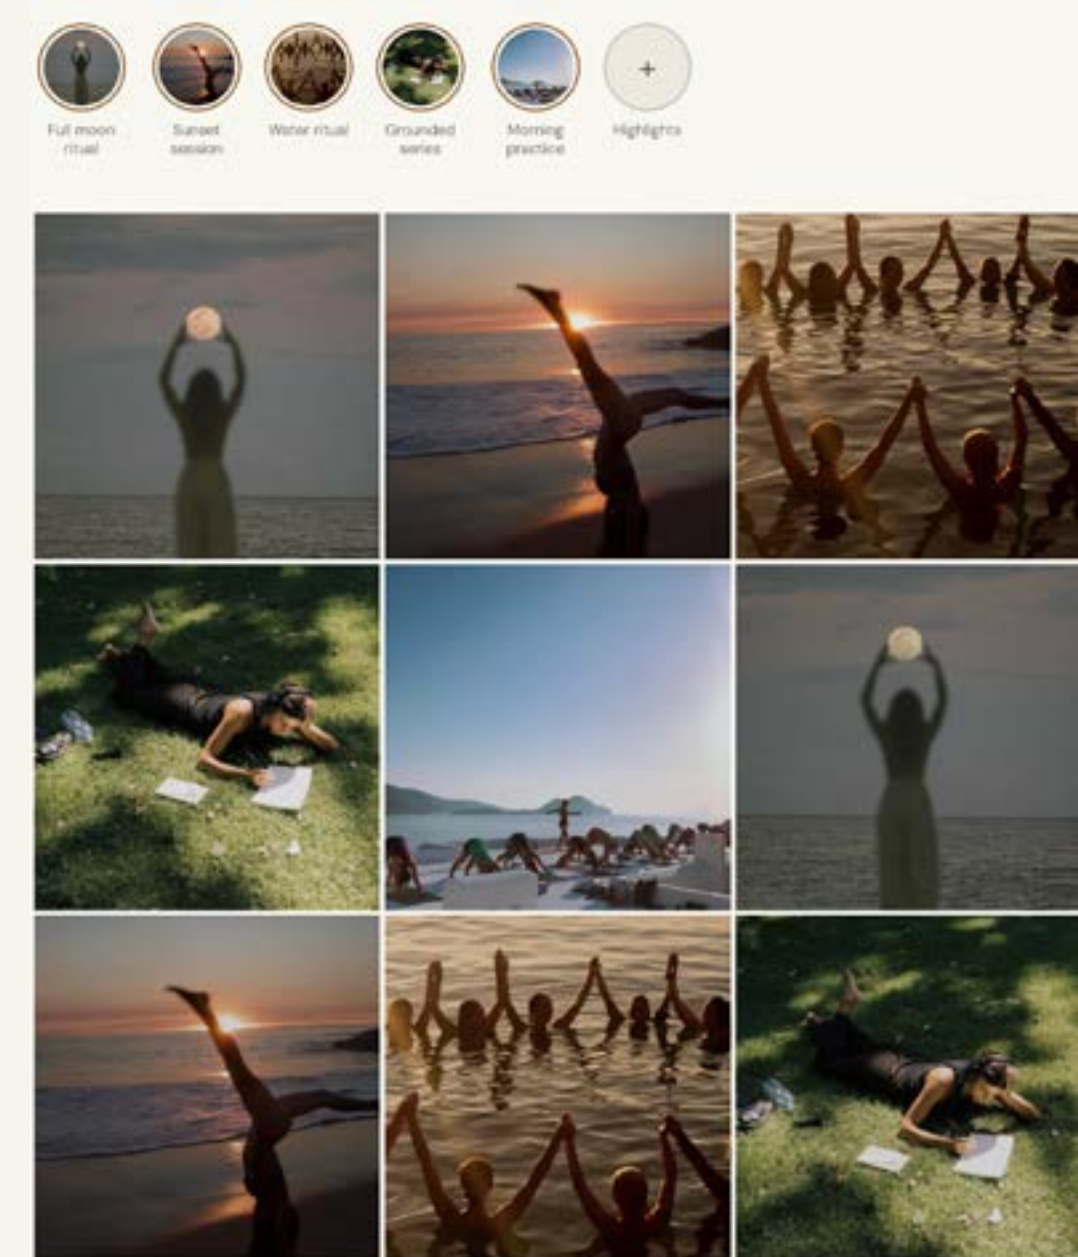 Full moon
ritual
Sunset
session
Water ritual
Grounded
series
Morning
practice
+
Highlights